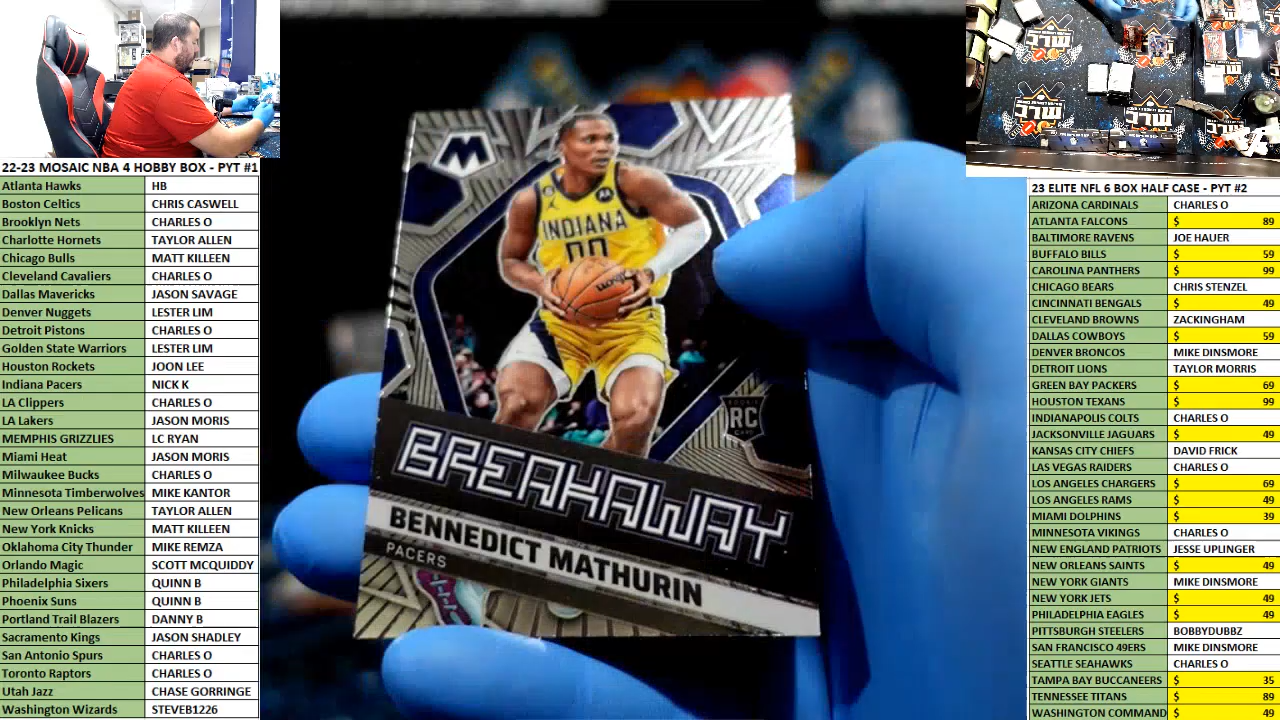 22-23 MOSAIC NBA 4 HOBBY BOX - PYT #1
Atlanta Hawks HB
Boston Celtics CHRIS CASWELL
Brooklyn Nets CHARLES O
Charlotte Hornets TAYLOR ALLEN
Chicago Bulls MATT KILLEEN
Cleveland Cavaliers CHARLES O
Dallas Mavericks JASON SAVAGE
Denver Nuggets LESTER LIM
Detroit Pistons CHARLES O
Golden State Warriors LESTER LIM
Houston Rockets JOON LEE
Indiana Pacers NICK K
LA Clippers CHARLES O
LA Lakers JASON MORIS
MEMPHIS GRIZZLIES LC RYAN
Miami Heat JASON MORIS
Milwaukee Bucks CHARLES O
Minnesota Timberwolves MIKE KANTOR
New Orleans Pelicans TAYLOR ALLEN
New York Knicks MATT KILLEEN
Oklahoma City Thunder MIKE REMZA
Orlando Magic SCOTT MCQUIDDY
Philadelphia Sixers QUINN B
Phoenix Suns QUINN B
Portland Trail Blazers DANNY B
Sacramento Kings JASON SHADLEY
San Antonio Spurs CHARLES O
Toronto Raptors CHARLES O
Utah Jazz CHASE GORRINGE
Washington Wizards STEVEB1226
M
INDIANA
00
Wilson
ROOKIE
RC
CARD
BREAKAWAY
BENNEDICT MATHURIN
PACERS
23 ELITE NFL 6 BOX HALF CASE - PYT #2
ARIZONA CARDINALS CHARLES O
ATLANTA FALCONS $ 89
BALTIMORE RAVENS JOE HAUER
BUFFALO BILLS $ 59
CAROLINA PANTHERS $ 99
CHICAGO BEARS CHRIS STENZEL
CINCINNATI BENGALS $ 49
CLEVELAND BROWNS ZACKINGHAM
DALLAS COWBOYS $ 59
DENVER BRONCOS MIKE DINSMORE
DETROIT LIONS TAYLOR MORRIS
GREEN BAY PACKERS $ 69
HOUSTON TEXANS $ 99
INDIANAPOLIS COLTS CHARLES O
JACKSONVILLE JAGUARS $ 49
KANSAS CITY CHIEFS DAVID FRICK
LAS VEGAS RAIDERS CHARLES O
LOS ANGELES CHARGERS $ 69
LOS ANGELES RAMS $ 49
MIAMI DOLPHINS $ 39
MINNESOTA VIKINGS CHARLES O
NEW ENGLAND PATRIOTS JESSE UPLINGER
NEW ORLEANS SAINTS $ 49
NEW YORK GIANTS MIKE DINSMORE
NEW YORK JETS $ 49
PHILADELPHIA EAGLES $ 49
PITTSBURGH STEELERS BOBBYDUBBZ
SAN FRANCISCO 49ERS MIKE DINSMORE
SEATTLE SEAHAWKS CHARLES O
TAMPA BAY BUCCANEERS $ 35
TENNESSEE TITANS $ 89
WASHINGTON COMMAND $ 49